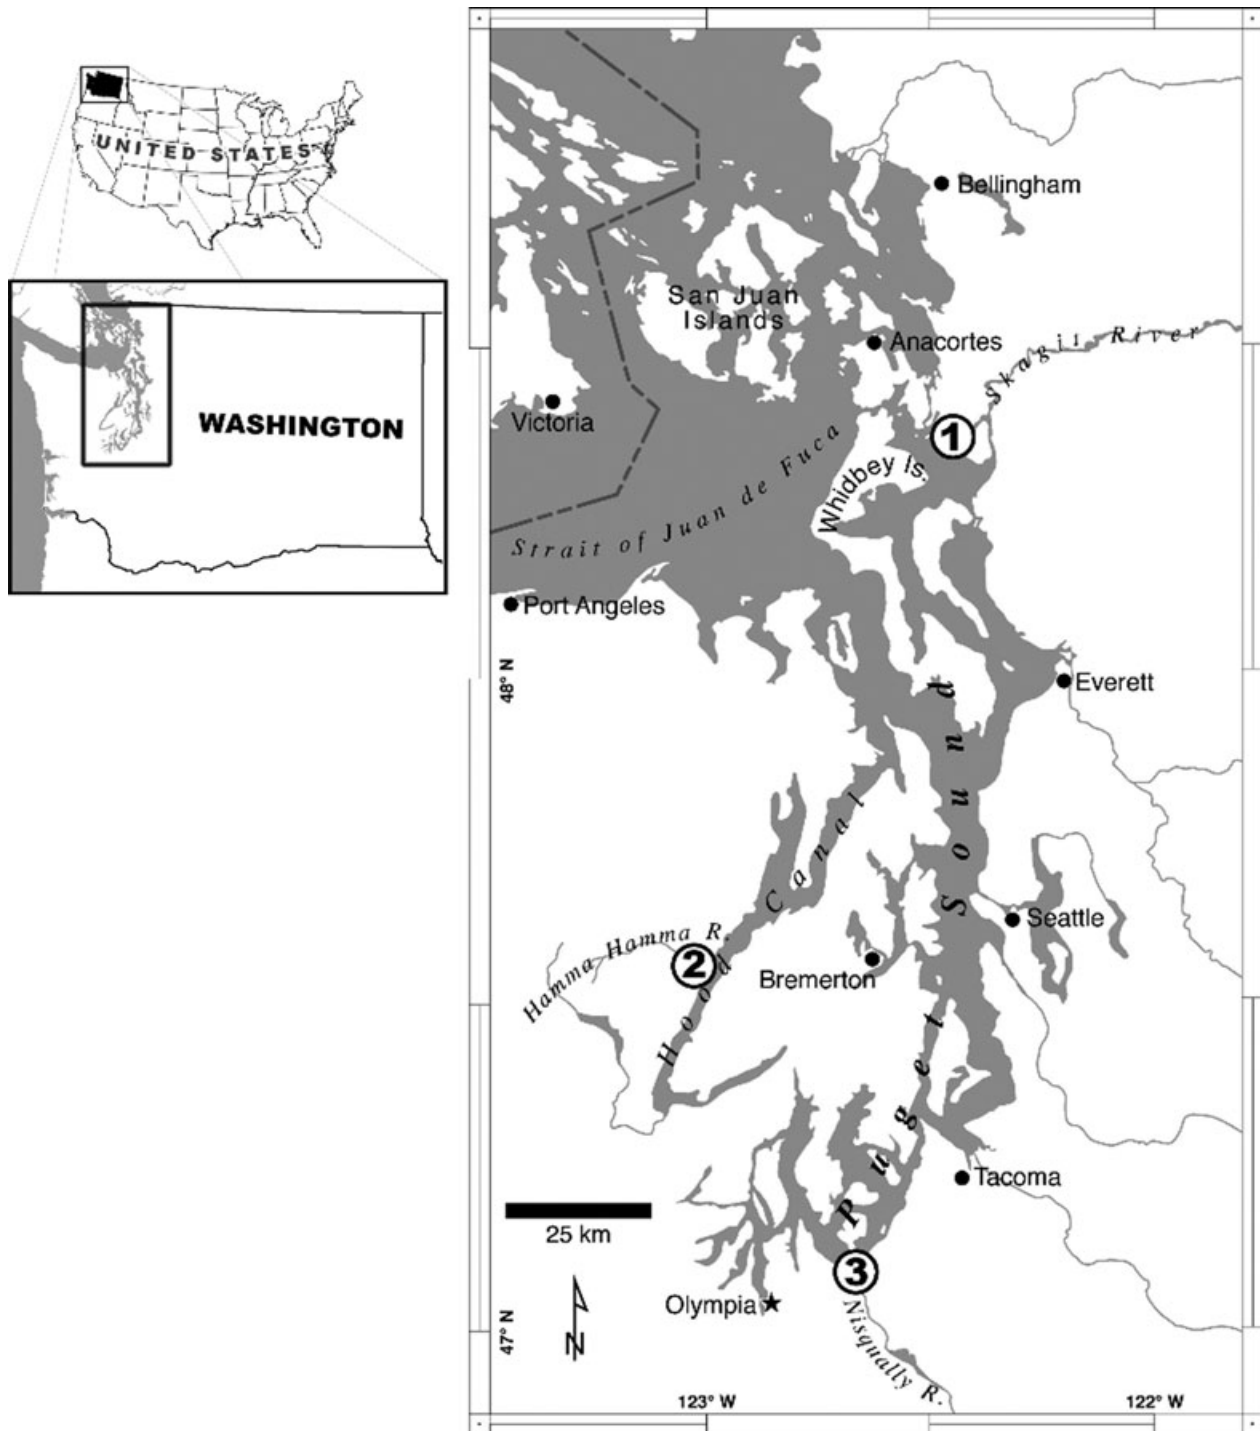 UNITED STATES
WASHINGTON
Bellingham
San Juan
Islands
Anacortes
Skagit River
Victoria
1
Whidbey Is.
Strait of Juan de Fuca
Port Angeles
48° N
Everett
Puget Sound
Hood Canal
Seattle
Hamma Hamma R.
2
Bremerton
Tacoma
25 km
3
Olympia
N
Nisqually R.
47° N
123° W
122° W